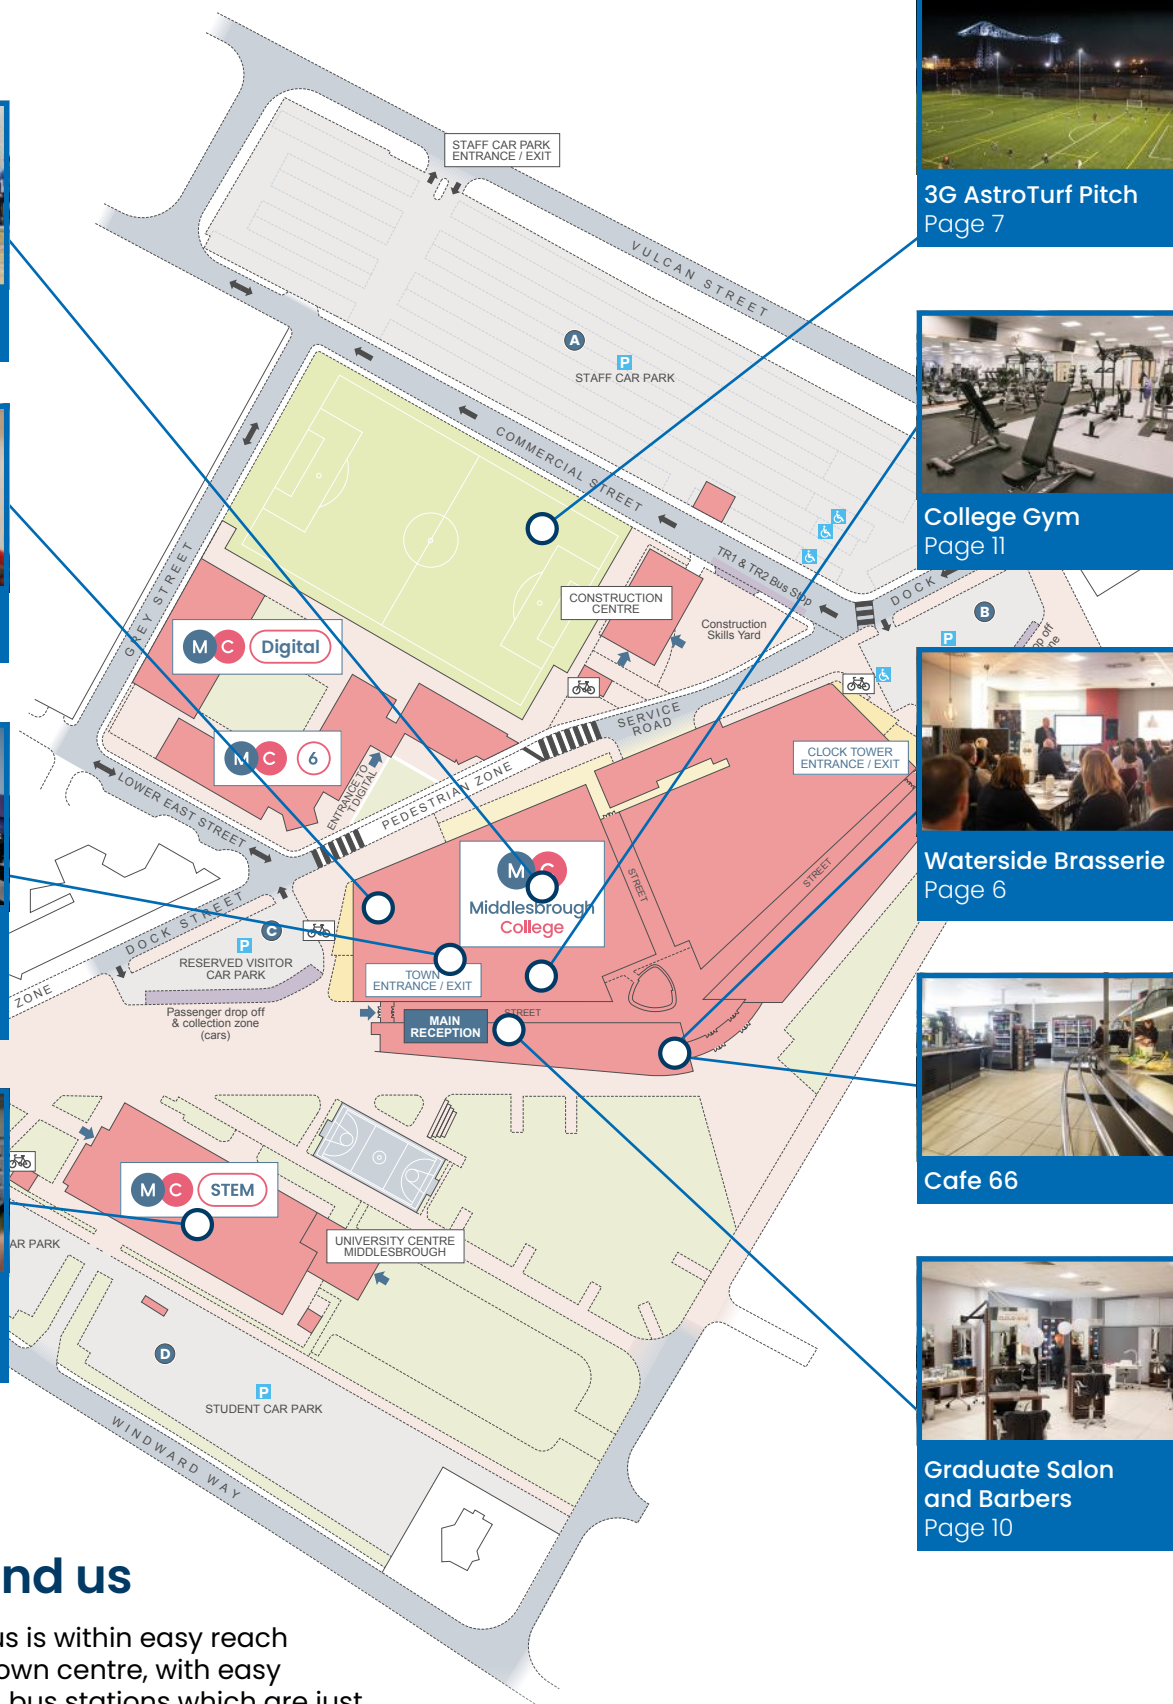 STAFF CAR PARK
ENTRANCE / EXIT
VULCAN STREET
A
P
STAFF CAR PARK
COMMERCIAL STREET
TR1 & TR2 Bus Stop
DOCK
B
P
GREY STREET
CONSTRUCTION
CENTRE
Construction
Skills Yard
M C Digital
M C 6
SERVICE
ROAD
CLOCK TOWER
ENTRANCE / EXIT
ENTRANCE TO
T DIGITAL
PEDESTRIAN ZONE
LOWER EAST STREET
DOCK STREET
C
P
RESERVED VISITOR
CAR PARK
ZONE
Passenger drop off
& collection zone
(cars)
M C
Middlesbrough
College
STREET
STREET
TOWN
ENTRANCE / EXIT
STREET
MAIN
RECEPTION
M C STEM
UNIVERSITY CENTRE
MIDDLESBROUGH
AR PARK
D
P
STUDENT CAR PARK
WINDWARD WAY
3G AstroTurf Pitch
Page 7
College Gym
Page 11
Waterside Brasserie
Page 6
Cafe 66
Graduate Salon
and Barbers
Page 10
nd us
us is within easy reach
own centre, with easy
bus stations which are just